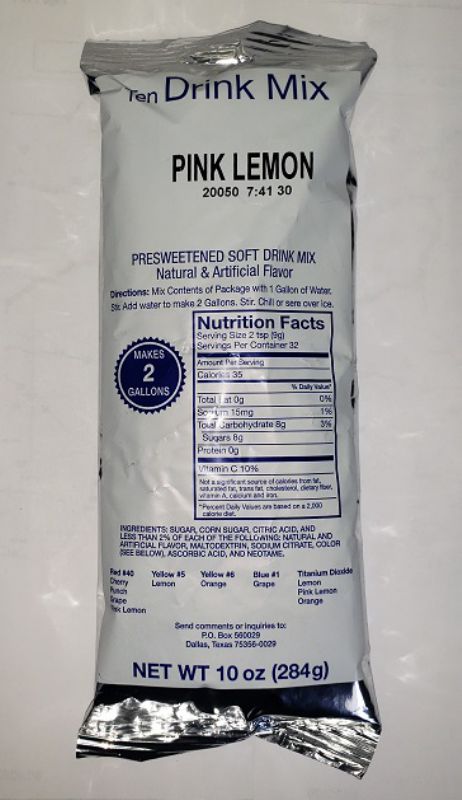 Ten Drink Mix
PINK LEMON
20050 7:41 30
PRESWEETENED SOFT DRINK MIX
Natural & Artificial Flavor
Directions: Mix Contents of Package with 1 Gallon of Water.
Stir. Add water to make 2 Gallons. Stir. Chill or serv over ice.
MAKES
2
GALLONS
Nutrition Facts
Serving Size 2 tsp (9g)
Servings Per Container 32
Amount Per Serving
Calories 35
% Daily Value*
Total Fat 0g 0%
Sodium 15mg 1%
Total Carbohydrate 8g 3%
Sugars 8g
Protein 0g
Vitamin C 10%
Not a significant source of calories from fat,
saturated fat, trans fat, cholesterol, dietary fiber,
vitamin A, calcium and iron.
*Percent Daily Values are based on a 2,000
calorie diet.
INGREDIENTS: SUGAR, CORN SUGAR, CITRIC ACID, AND
LESS THAN 2% OF EACH OF THE FOLLOWING: NATURAL AND
ARTIFICIAL FLAVOR, MALTODEXTRIN, SODIUM CITRATE, COLOR
(SEE BELOW), ASCORBIC ACID, AND NEOTAME.
Red #40 Yellow #5 Yellow #6 Blue #1 Titanium Dioxide
Cherry Lemon Orange Grape Lemon
Punch Pink Lemon
Grape Orange
Pink Lemon
Send comments or inquiries to:
P.O. Box 560029
Dallas, Texas 75356-0029
NET WT 10 oz (284g)